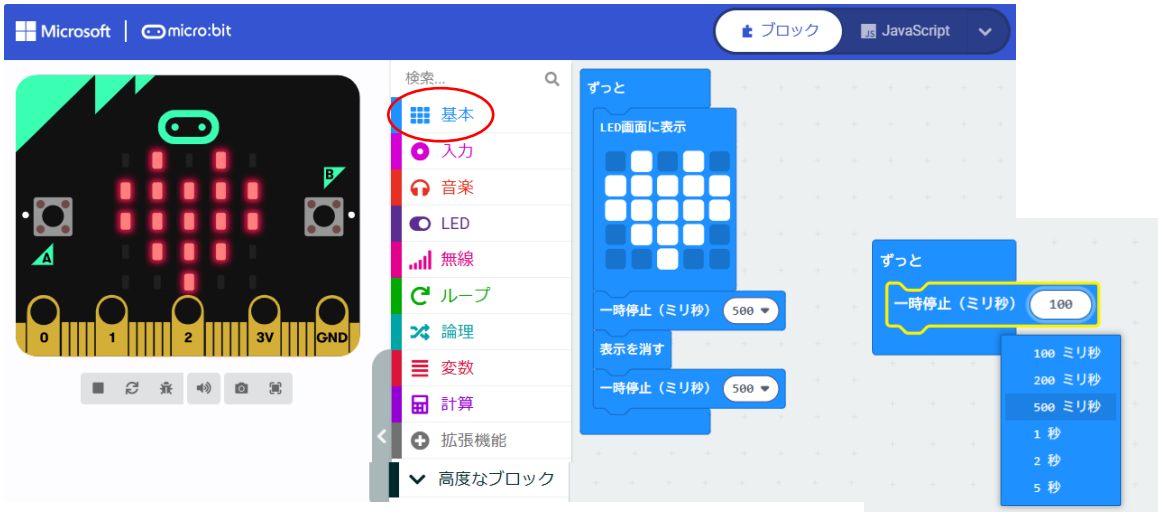 Microsoft
micro:bit
ブロック
JS JavaScript
B
A
0
1
2
3V
GND
検索...
基本
入力
音楽
LED
無線
ループ
論理
変数
計算
拡張機能
高度なブロック
ずっと
LED画面に表示
一時停止（ミリ秒） 500
表示を消す
一時停止（ミリ秒） 500
ずっと
一時停止（ミリ秒） 100
100 ミリ秒
200 ミリ秒
500 ミリ秒
1 秒
2 秒
5 秒